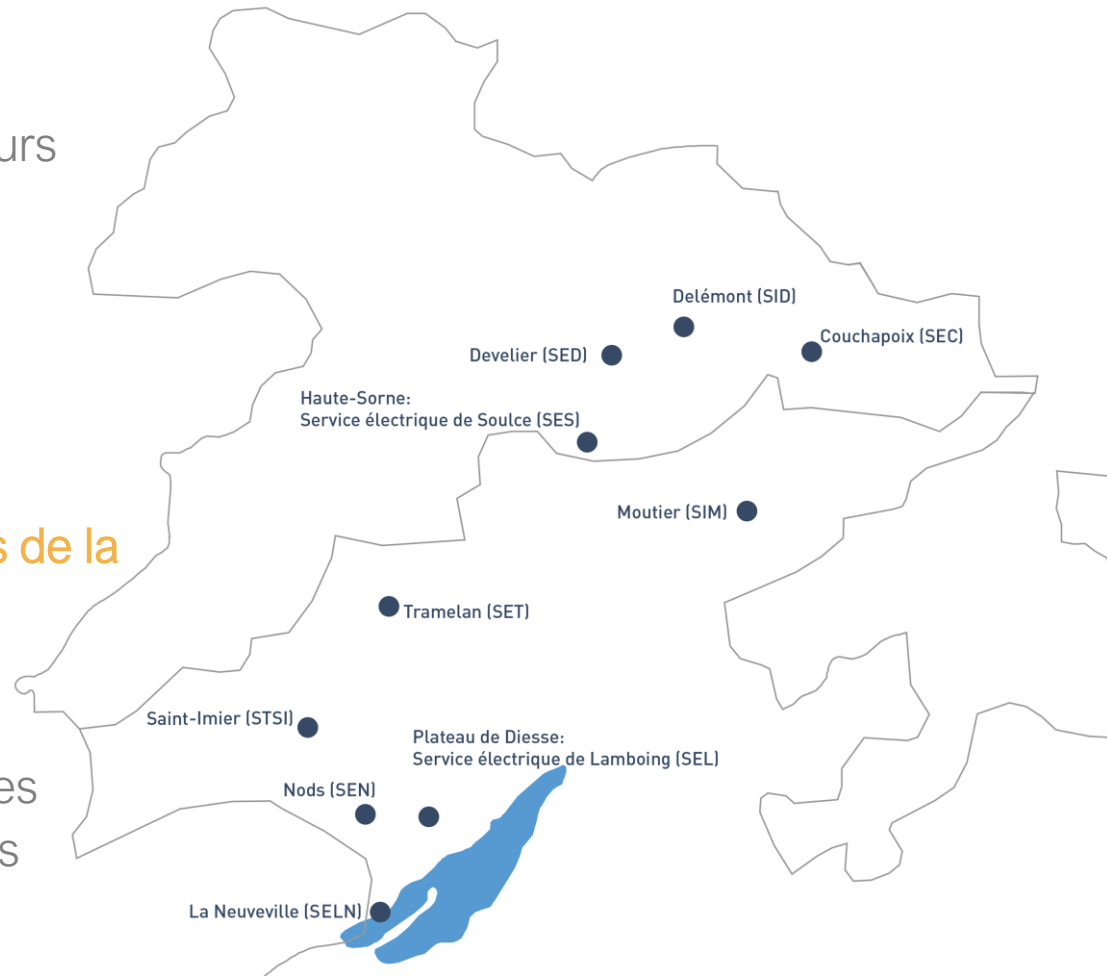 urs
s de la
es
s
Delémont (SID)
Couchapoix (SEC)
Develier (SED)
Haute-Sorne:
Service électrique de Soulce (SES)
Moutier (SIM)
Tramelan (SET)
Saint-Imier (STSI)
Plateau de Diesse:
Service électrique de Lamboing (SEL)
Nods (SEN)
La Neuveville (SELN)